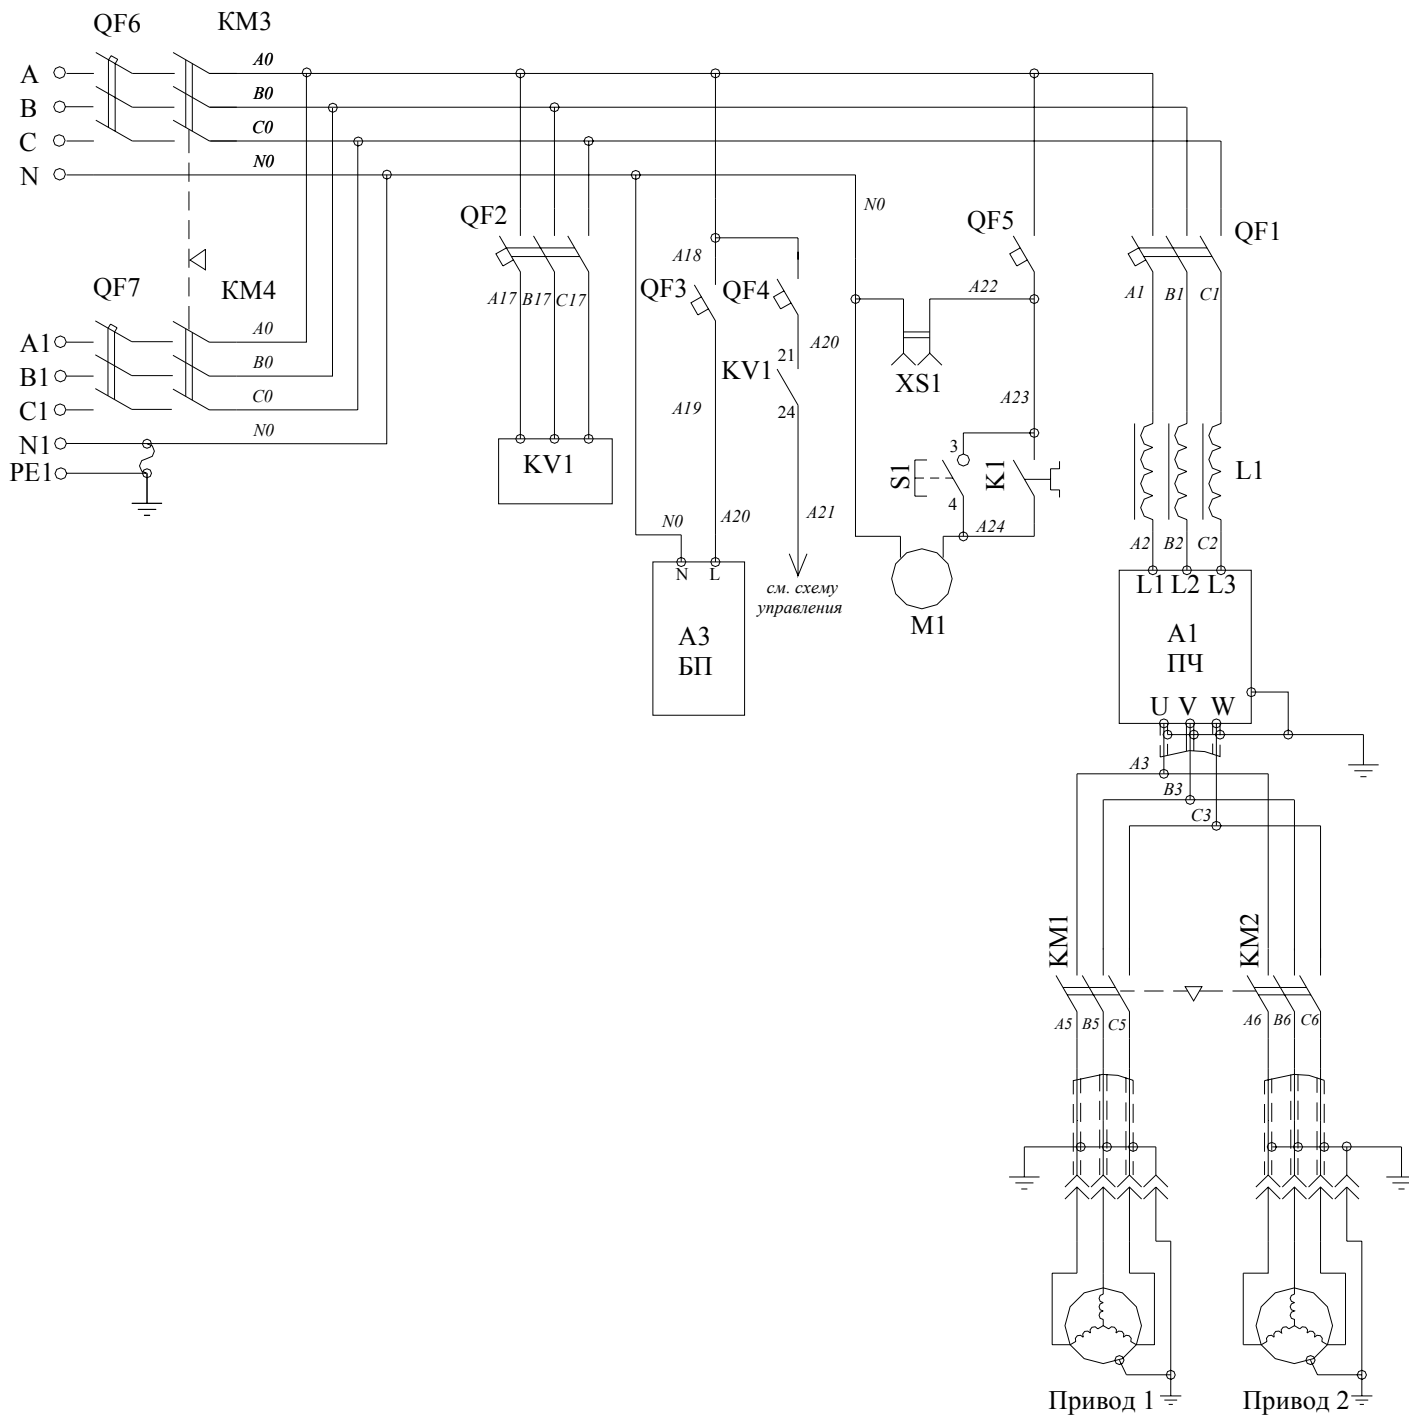 QF6
KM3
A
A0
B
B0
C
C0
N
N0
QF7
KM4
A1
A0
B1
B0
C1
C0
N1
N0
PE1
QF2
A17
B17
C17
KV1
A18
QF3
QF4
A20
21
KV1
24
A19
A20
A21
N0
N
L
А3
БП
см. схему
управления
N0
QF5
A22
XS1
A23
3
S1
4
K1
A24
M1
QF1
A1
B1
C1
L1
A2
B2
C2
L1
L2
L3
А1
ПЧ
U
V
W
A3
B3
C3
KM1
KM2
A5
B5
C5
A6
B6
C6
Привод 1
Привод 2